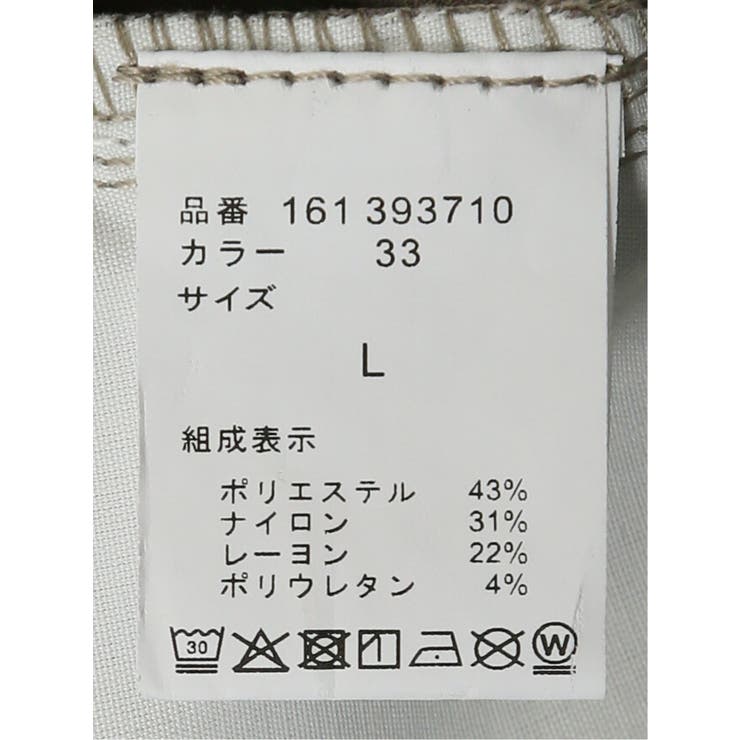 品番 161 393710
カラー 33
サイズ
L
組成表示
ポリエステル 43%
ナイロン 31%
レーヨン 22%
ポリウレタン 4%
30 W